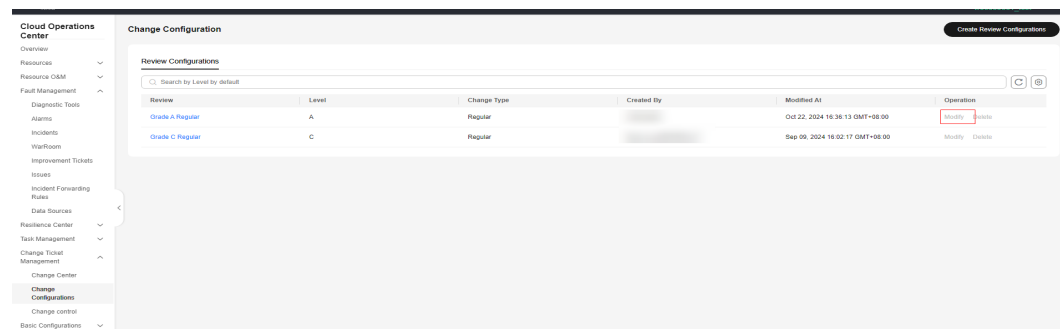 Cloud Operations
Center
Overview
Resources
Resource O&M
Fault Management
Diagnostic Tools
Alarms
Incidents
WarRoom
Improvement Tickets
Issues
Incident Forwarding
Rules
Data Sources
Resilience Center
Task Management
Change Ticket
Management
Change Center
Change
Configurations
Change control
Basic Configurations
Change Configuration
Create Review Configurations
Review Configurations
Search by Level by default
Review Level Change Type Created By Modified At Operation
Grade A Regular A Regular Oct 22, 2024 16:36:13 GMT+08:00 Modify Delete
Grade C Regular C Regular Sep 09, 2024 16:02:17 GMT+08:00 Modify Delete